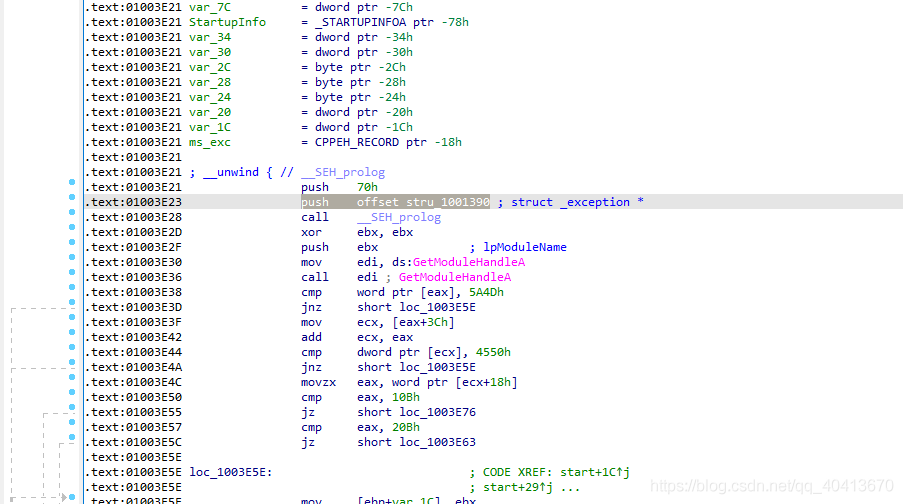 .text:01003E21 var_7C = dword ptr -7Ch
.text:01003E21 StartupInfo = _STARTUPINFOA ptr -78h
.text:01003E21 var_34 = dword ptr -34h
.text:01003E21 var_30 = dword ptr -30h
.text:01003E21 var_2C = byte ptr -2Ch
.text:01003E21 var_28 = byte ptr -28h
.text:01003E21 var_24 = byte ptr -24h
.text:01003E21 var_20 = dword ptr -20h
.text:01003E21 var_1C = dword ptr -1Ch
.text:01003E21 ms_exc = CPPEH_RECORD ptr -18h
.text:01003E21
.text:01003E21 ; __unwind { // __SEH_prolog
.text:01003E21 push 70h
.text:01003E23 push offset stru_1001390 ; struct _exception *
.text:01003E28 call __SEH_prolog
.text:01003E2D xor ebx, ebx
.text:01003E2F push ebx ; lpModuleName
.text:01003E30 mov edi, ds:GetModuleHandleA
.text:01003E36 call edi ; GetModuleHandleA
.text:01003E38 cmp word ptr [eax], 5A4Dh
.text:01003E3D jnz short loc_1003E5E
.text:01003E3F mov ecx, [eax+3Ch]
.text:01003E42 add ecx, eax
.text:01003E44 cmp dword ptr [ecx], 4550h
.text:01003E4A jnz short loc_1003E5E
.text:01003E4C movzx eax, word ptr [ecx+18h]
.text:01003E50 cmp eax, 10Bh
.text:01003E55 jz short loc_1003E76
.text:01003E57 cmp eax, 20Bh
.text:01003E5C jz short loc_1003E63
.text:01003E5E
.text:01003E5E loc_1003E5E: ; CODE XREF: start+1C↑j
.text:01003E5E ; start+29↑j ...
.text:01003E5E mov [ebp+var_1C], ebx
https://blog.csdn.net/qq_40413670